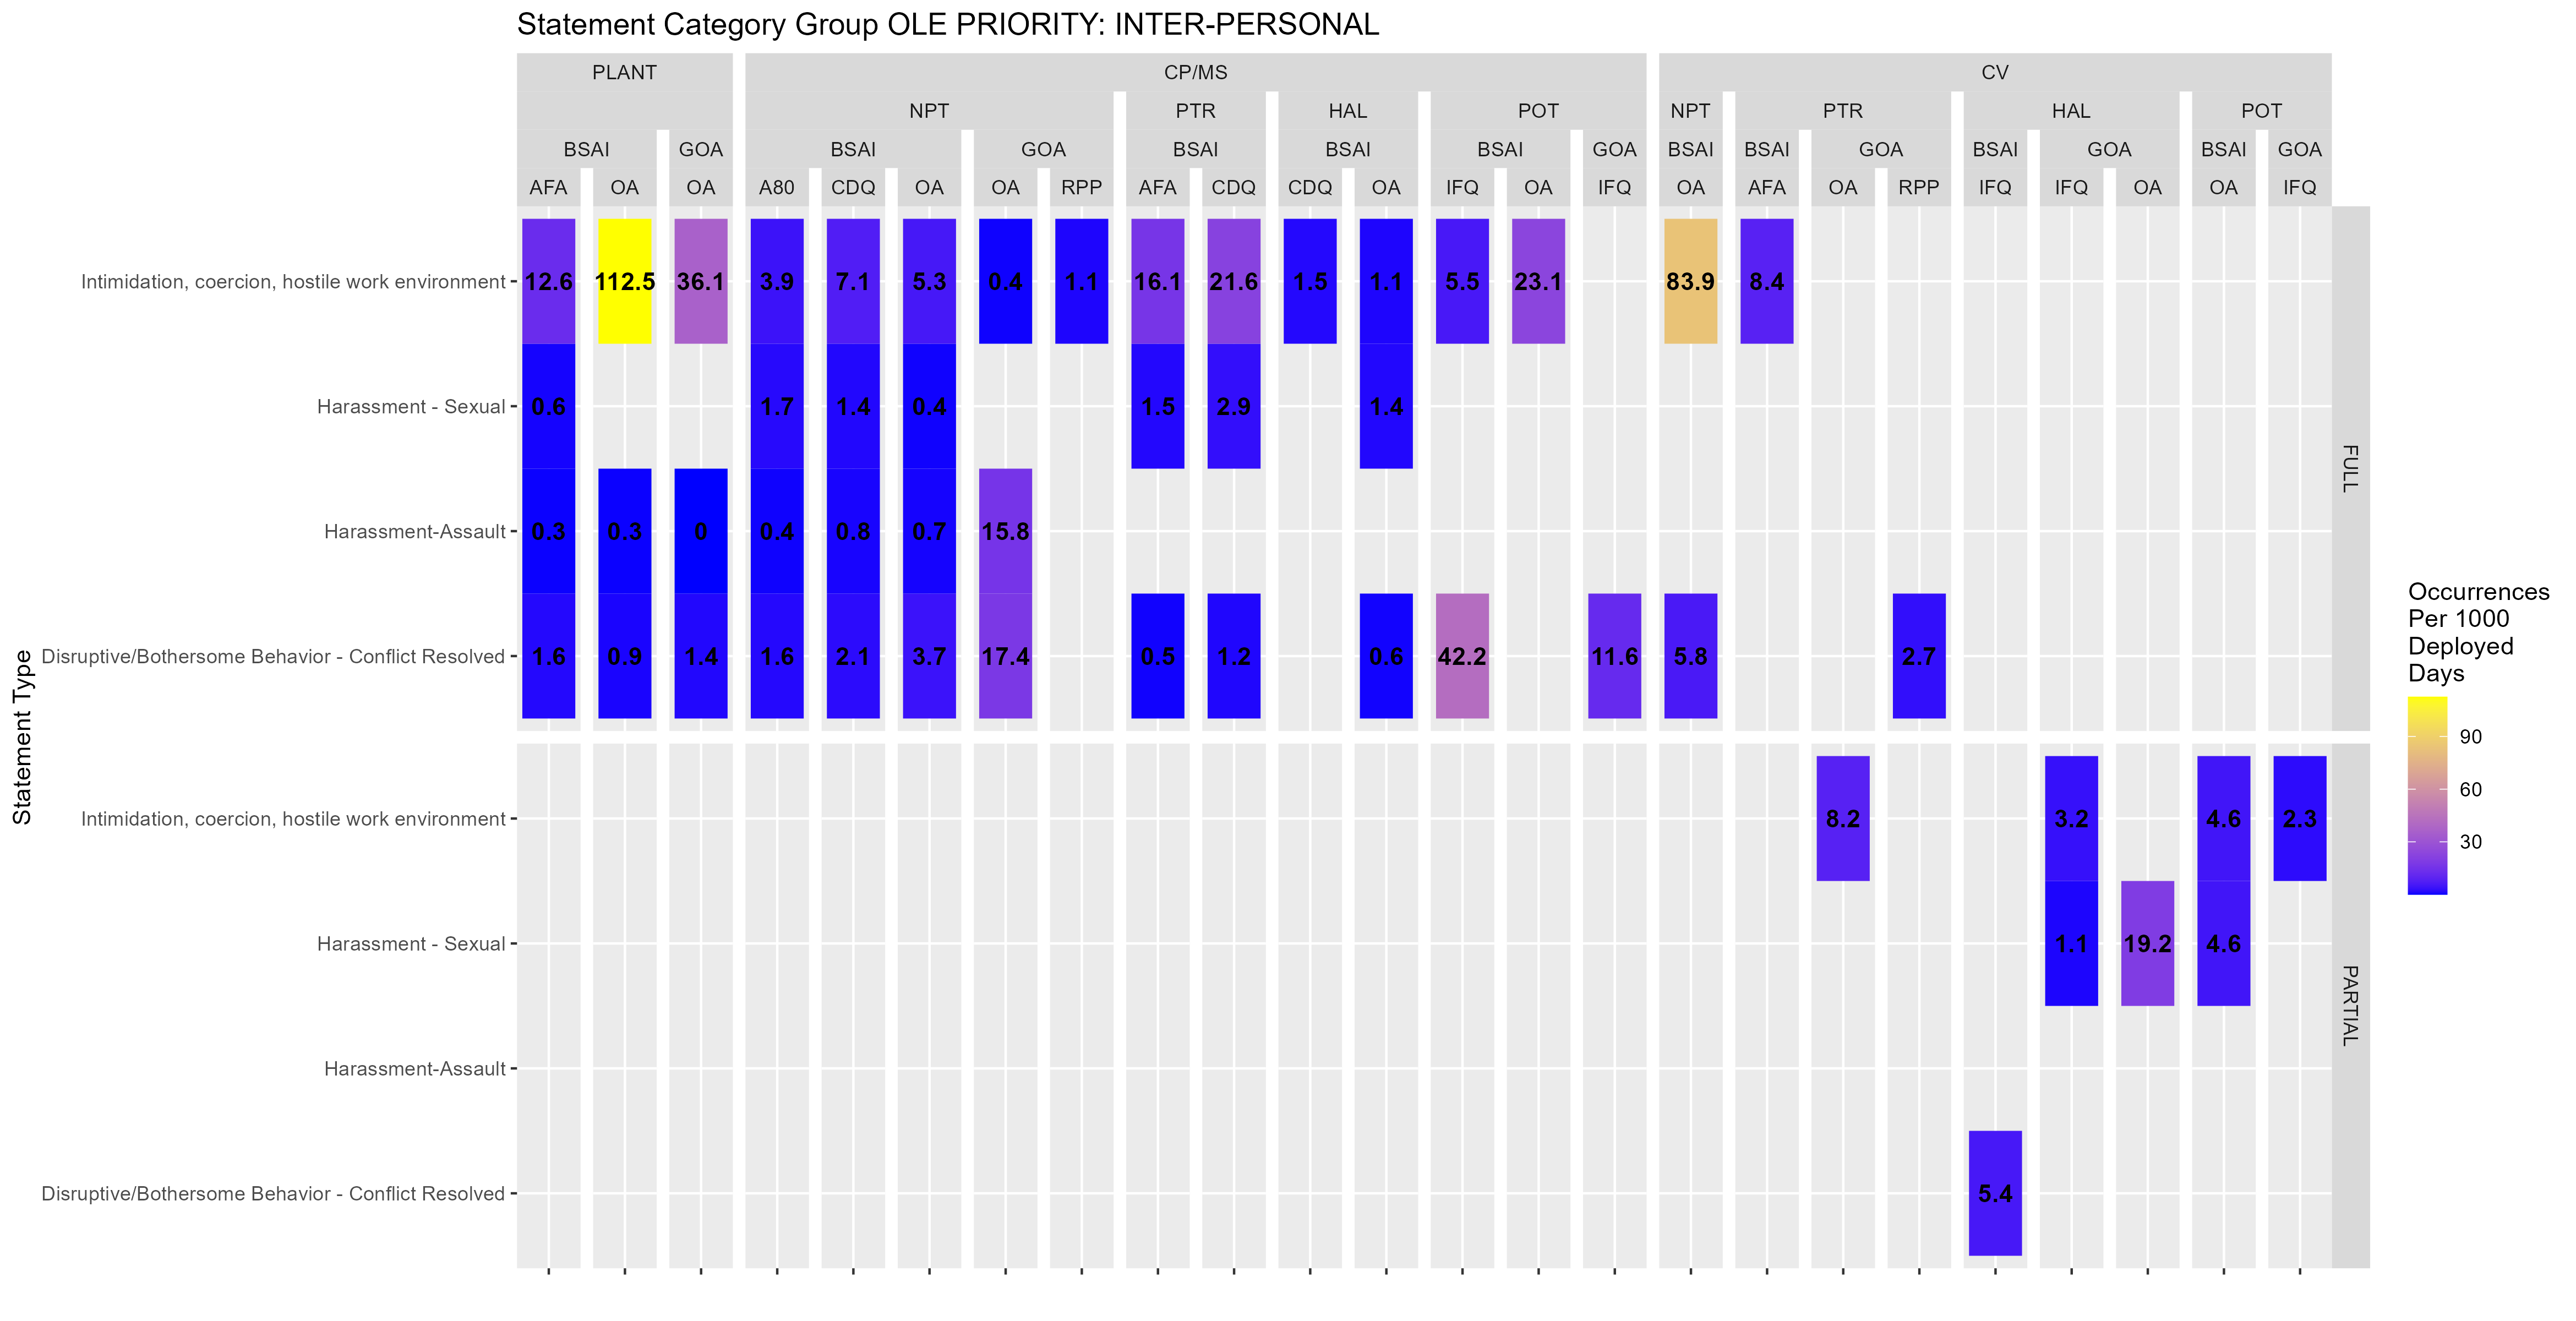 Statement Category Group OLE PRIORITY: INTER-PERSONAL
PLANT CP/MS CV
NPT PTR HAL POT NPT PTR HAL POT
BSAI GOA BSAI GOA BSAI BSAI BSAI GOA BSAI BSAI GOA BSAI GOA BSAI GOA
AFA OA OA A80 CDQ OA OA RPP AFA CDQ CDQ OA IFQ OA IFQ OA AFA OA RPP IFQ IFQ OA OA IFQ
Intimidation, coercion, hostile work environment 12.6 112.5 36.1 3.9 7.1 5.3 0.4 1.1 16.1 21.6 1.5 1.1 5.5 23.1 83.9 8.4
Harassment - Sexual 0.6 1.7 1.4 0.4 1.5 2.9 1.4
Harassment-Assault 0.3 0.3 0 0.4 0.8 0.7 15.8
Disruptive/Bothersome Behavior - Conflict Resolved 1.6 0.9 1.4 1.6 2.1 3.7 17.4 0.5 1.2 0.6 42.2 11.6 5.8 2.7
FULL
Intimidation, coercion, hostile work environment 8.2 3.2 4.6 2.3
Harassment - Sexual 1.1 19.2 4.6
Harassment-Assault
Disruptive/Bothersome Behavior - Conflict Resolved 5.4
PARTIAL
Statement Type
Occurrences
Per 1000
Deployed
Days
90
60
30